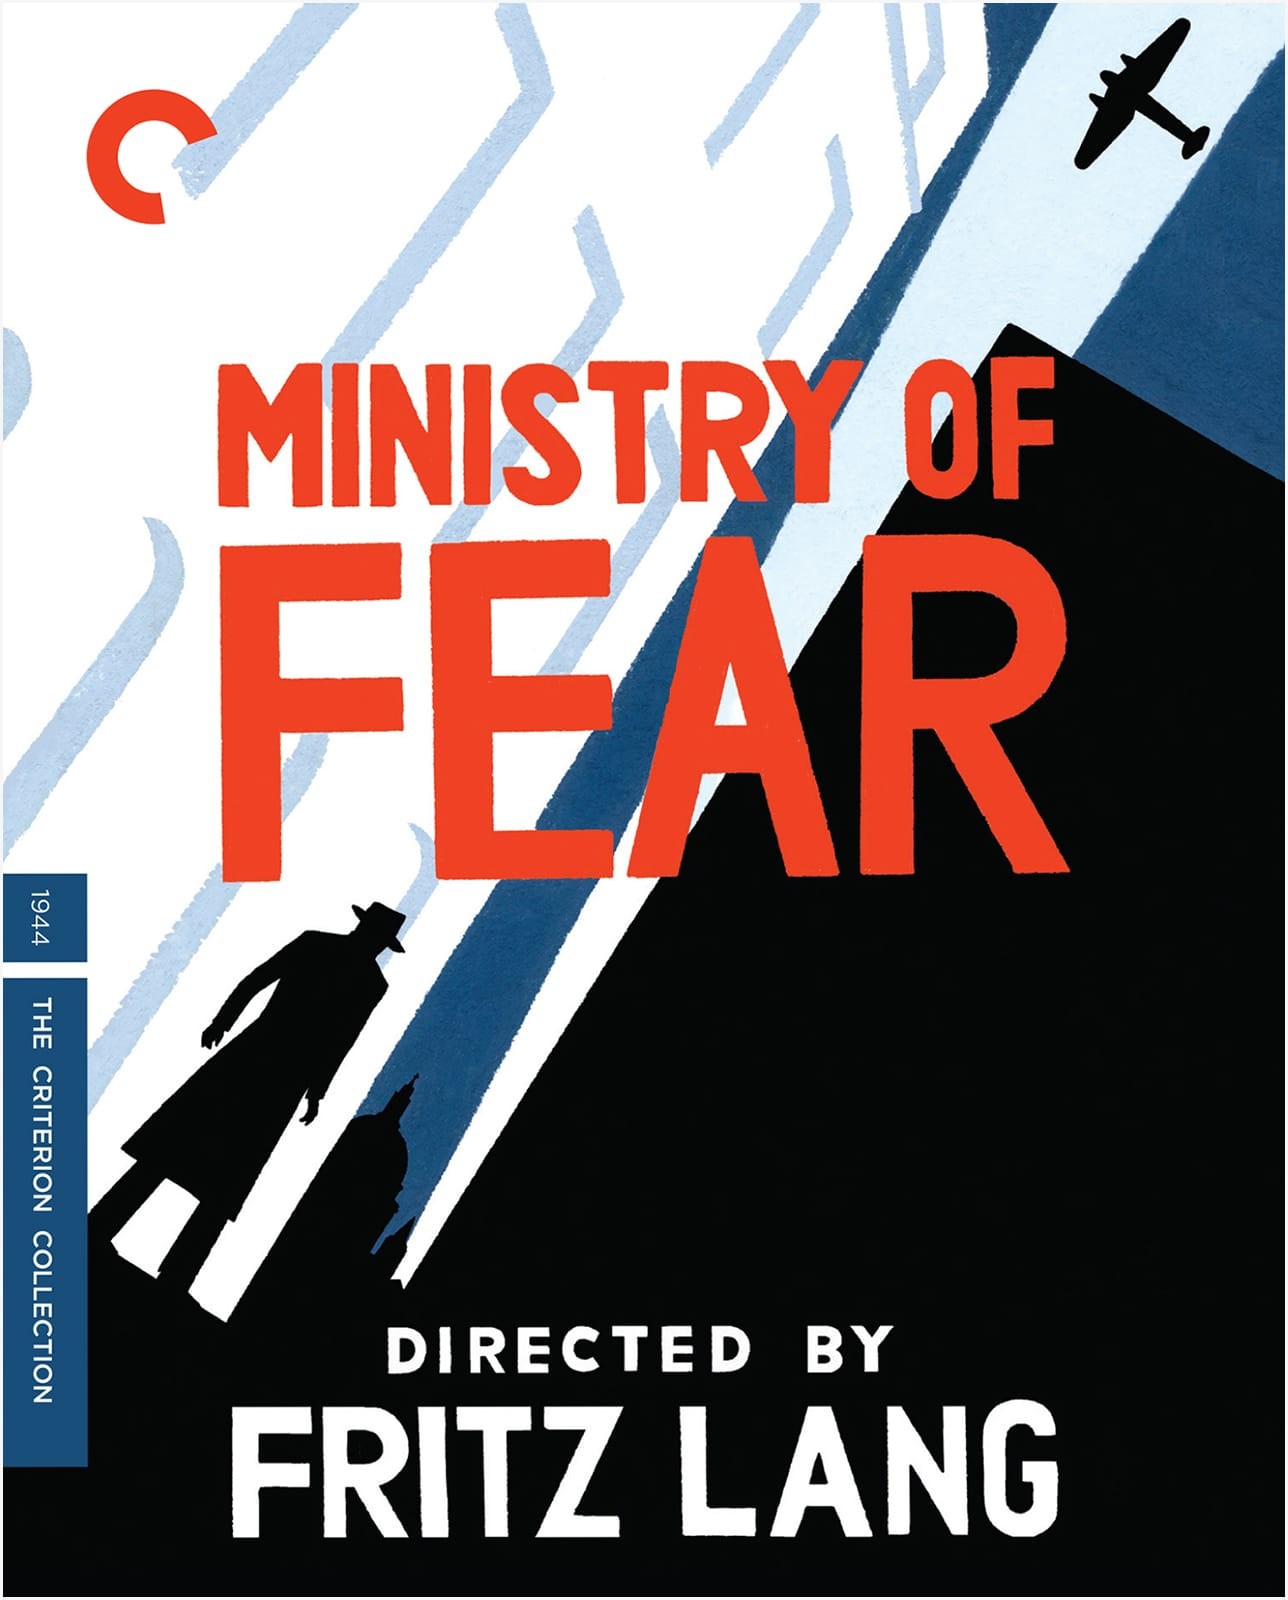 MINISTRY OF
FEAR
1944
THE CRITERION COLLECTION
DIRECTED BY
FRITZ LANG